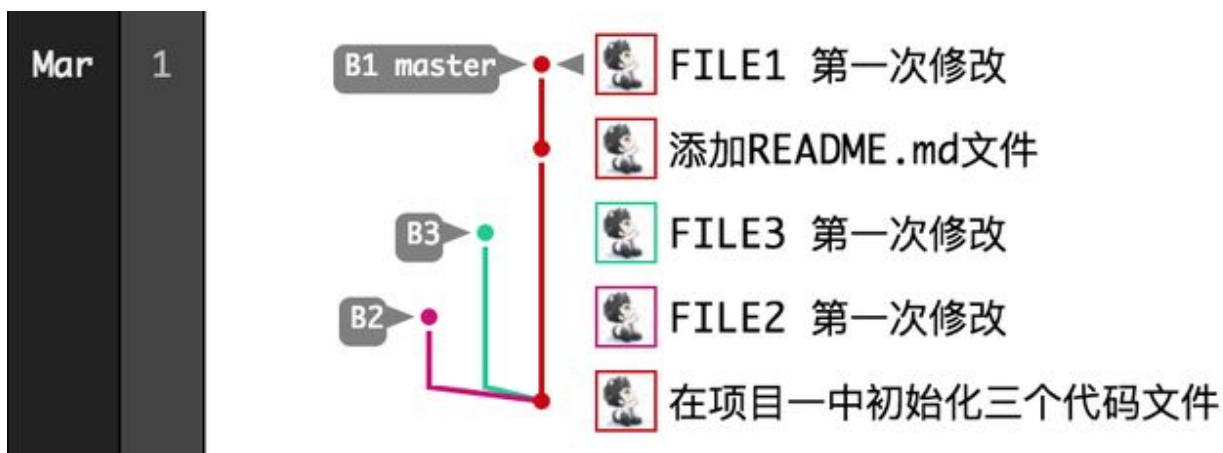 Mar 1 B1 master FILE1 第一次修改
添加README.md文件
B3 FILE3 第一次修改
B2 FILE2 第一次修改
在项目一中初始化三个代码文件